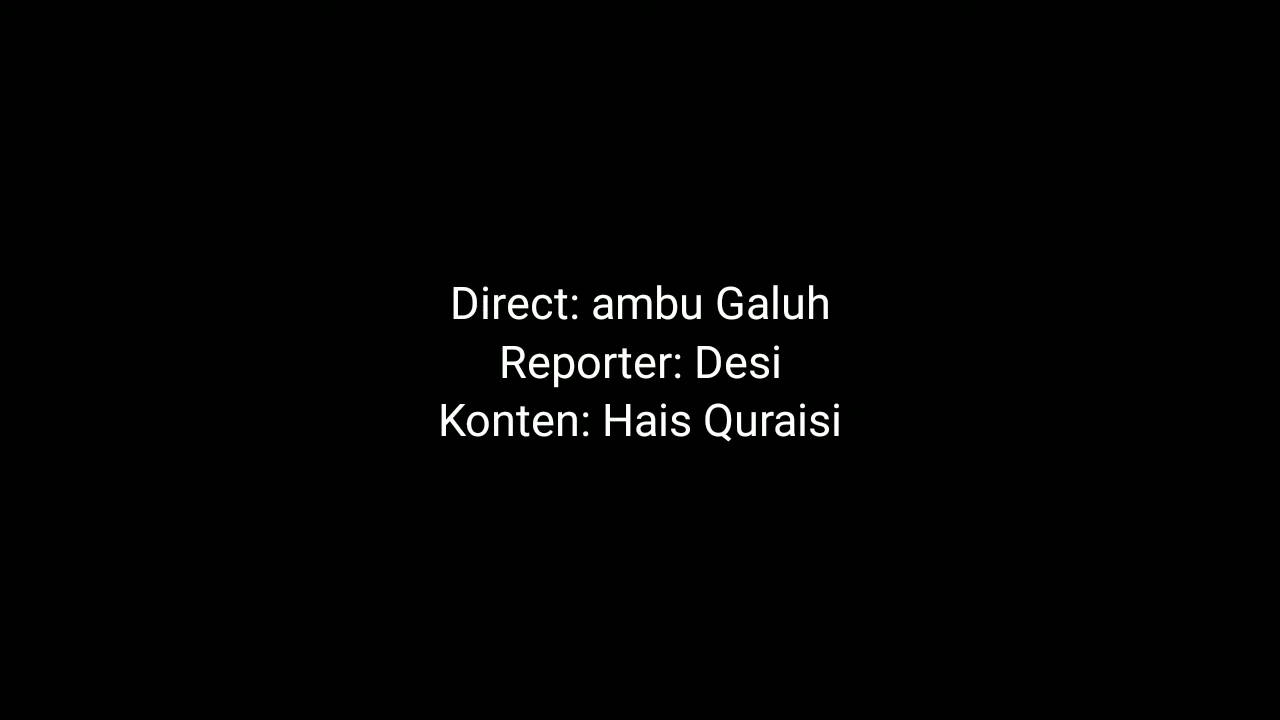 Direct: ambu Galuh
Reporter: Desi
Konten: Hais Quraisi